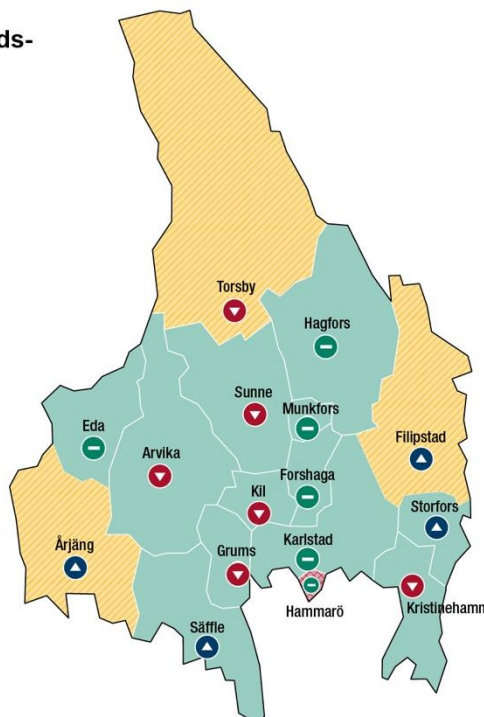 ds-
Torsby
Hagfors
Sunne
Munkfors
Eda
Arvika
Filipstad
Kil
Forshaga
Storfors
Årjäng
Grums
Karlstad
Hammarö
Kristinehamn
Säffle